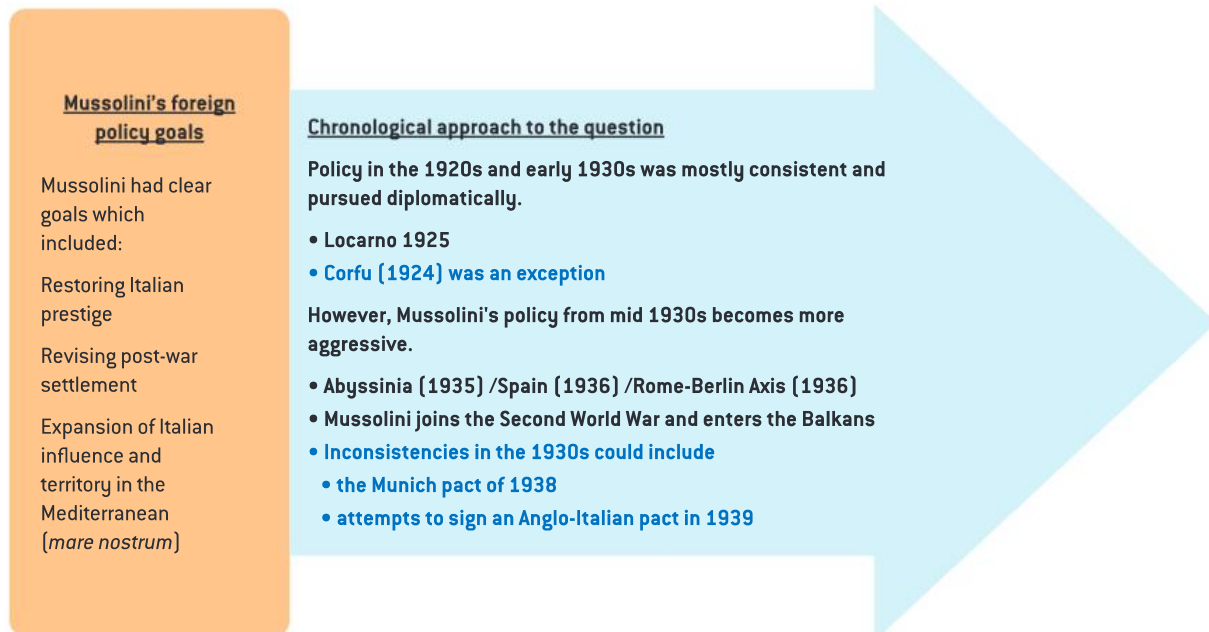 Mussolini's foreign
policy goals
Mussolini had clear
goals which
included:
Restoring Italian
prestige
Revising post-war
settlement
Expansion of Italian
influence and
territory in the
Mediterranean
(mare nostrum)
Chronological approach to the question
Policy in the 1920s and early 1930s was mostly consistent and
pursued diplomatically.
• Locarno 1925
• Corfu (1924) was an exception
However, Mussolini's policy from mid 1930s becomes more
aggressive.
• Abyssinia (1935) /Spain (1936) /Rome-Berlin Axis (1936)
• Mussolini joins the Second World War and enters the Balkans
• Inconsistencies in the 1930s could include
• the Munich pact of 1938
• attempts to sign an Anglo-Italian pact in 1939